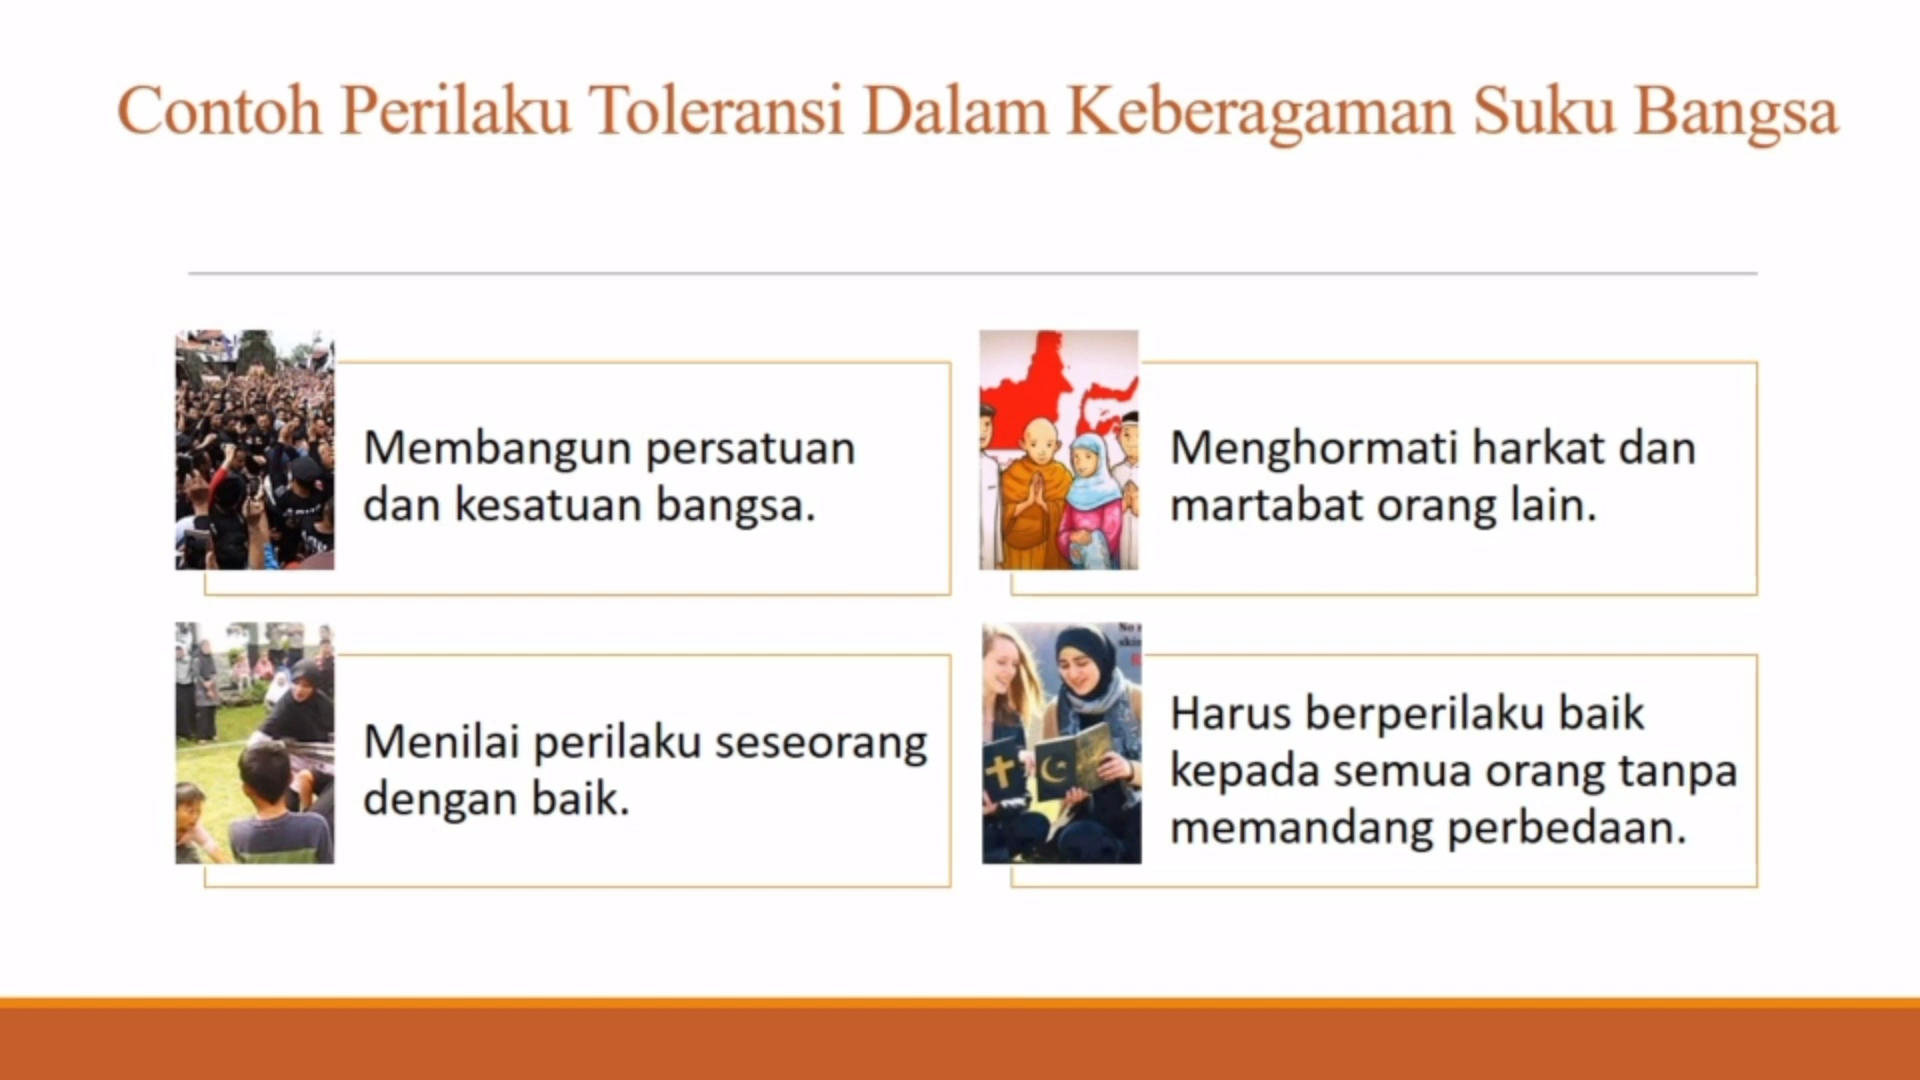 Contoh Perilaku Toleransi Dalam Keberagaman Suku Bangsa
Membangun persatuan
dan kesatuan bangsa.
Menghormati harkat dan
martabat orang lain.
Menilai perilaku seseorang
dengan baik.
Harus berperilaku baik
kepada semua orang tanpa
memandang perbedaan.